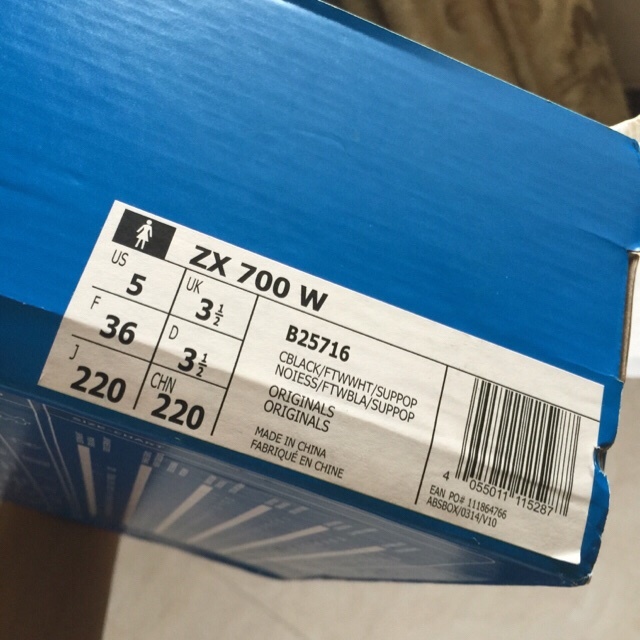 ZX 700 W
US 5
UK 3½
F 36
D 3½
J 220
CHN 220
B25716
CBLACK/FTWWHT/SUPPOP
NOIESS/FTWBLA/SUPPOP
ORIGINALS
ORIGINALS
MADE IN CHINA
FABRIQUÉ EN CHINE
4 055011 115287
EAN PO# 111864766
ABSBOX/0314/V10